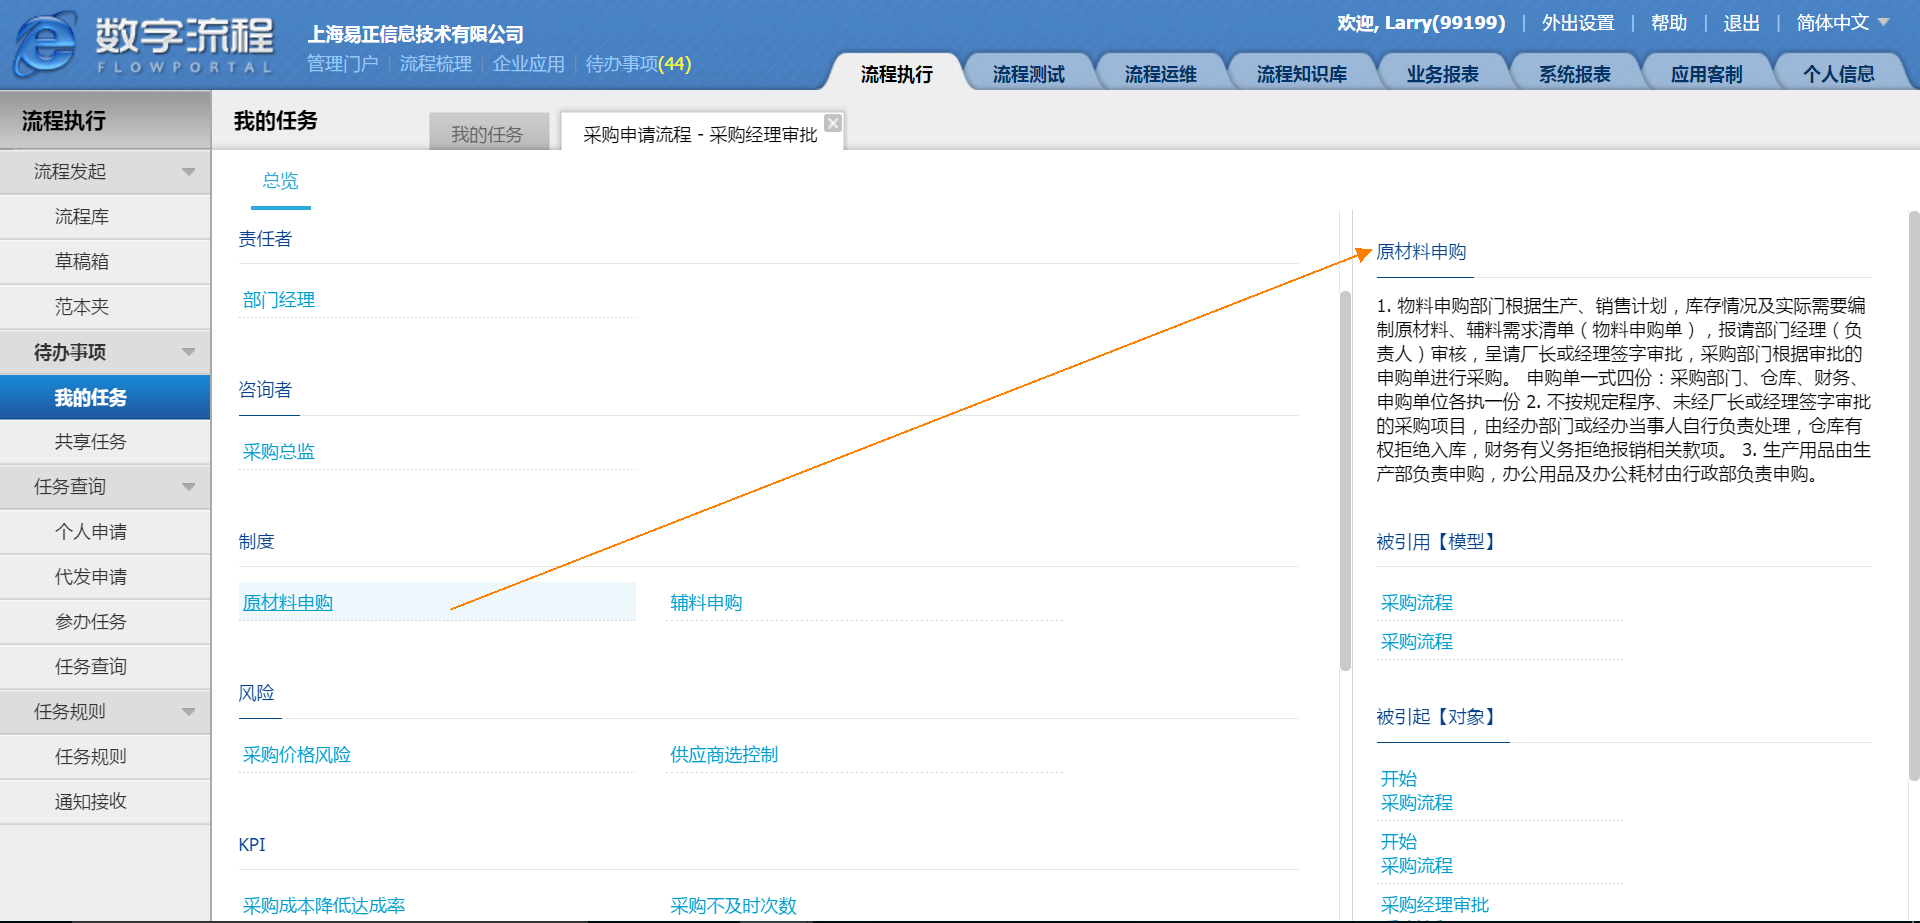 数字流程
FLOWPORTAL
上海易正信息技术有限公司
管理门户 | 流程梳理 | 企业应用 | 待办事项(44)
欢迎, Larry(99199) | 外出设置 | 帮助 | 退出 | 简体中文
流程执行 流程测试 流程运维 流程知识库 业务报表 系统报表 应用客制 个人信息
流程执行
流程发起
流程库
草稿箱
范本夹
待办事项
我的任务
共享任务
任务查询
个人申请
代发申请
参办任务
任务查询
任务规则
任务规则
通知接收
我的任务
我的任务
采购申请流程 - 采购经理审批
总览
责任者
部门经理
咨询者
采购总监
制度
原材料申购 辅料申购
风险
采购价格风险 供应商选控制
KPI
采购成本降低达成率 采购不及时次数
原材料申购
1. 物料申购部门根据生产、销售计划，库存情况及实际需要编
制原材料、辅料需求清单（物料申购单），报请部门经理（负
责人）审核，呈请厂长或经理签字审批，采购部门根据审批的
申购单进行采购。 申购单一式四份：采购部门、仓库、财务、
申购单位各执一份 2. 不按规定程序、未经厂长或经理签字审批
的采购项目，由经办部门或经办当事人自行负责处理，仓库有
权拒绝入库，财务有义务拒绝报销相关款项。 3. 生产用品由生
产部负责申购，办公用品及办公耗材由行政部负责申购。
被引用【模型】
采购流程
采购流程
被引起【对象】
开始
采购流程
开始
采购流程
采购经理审批